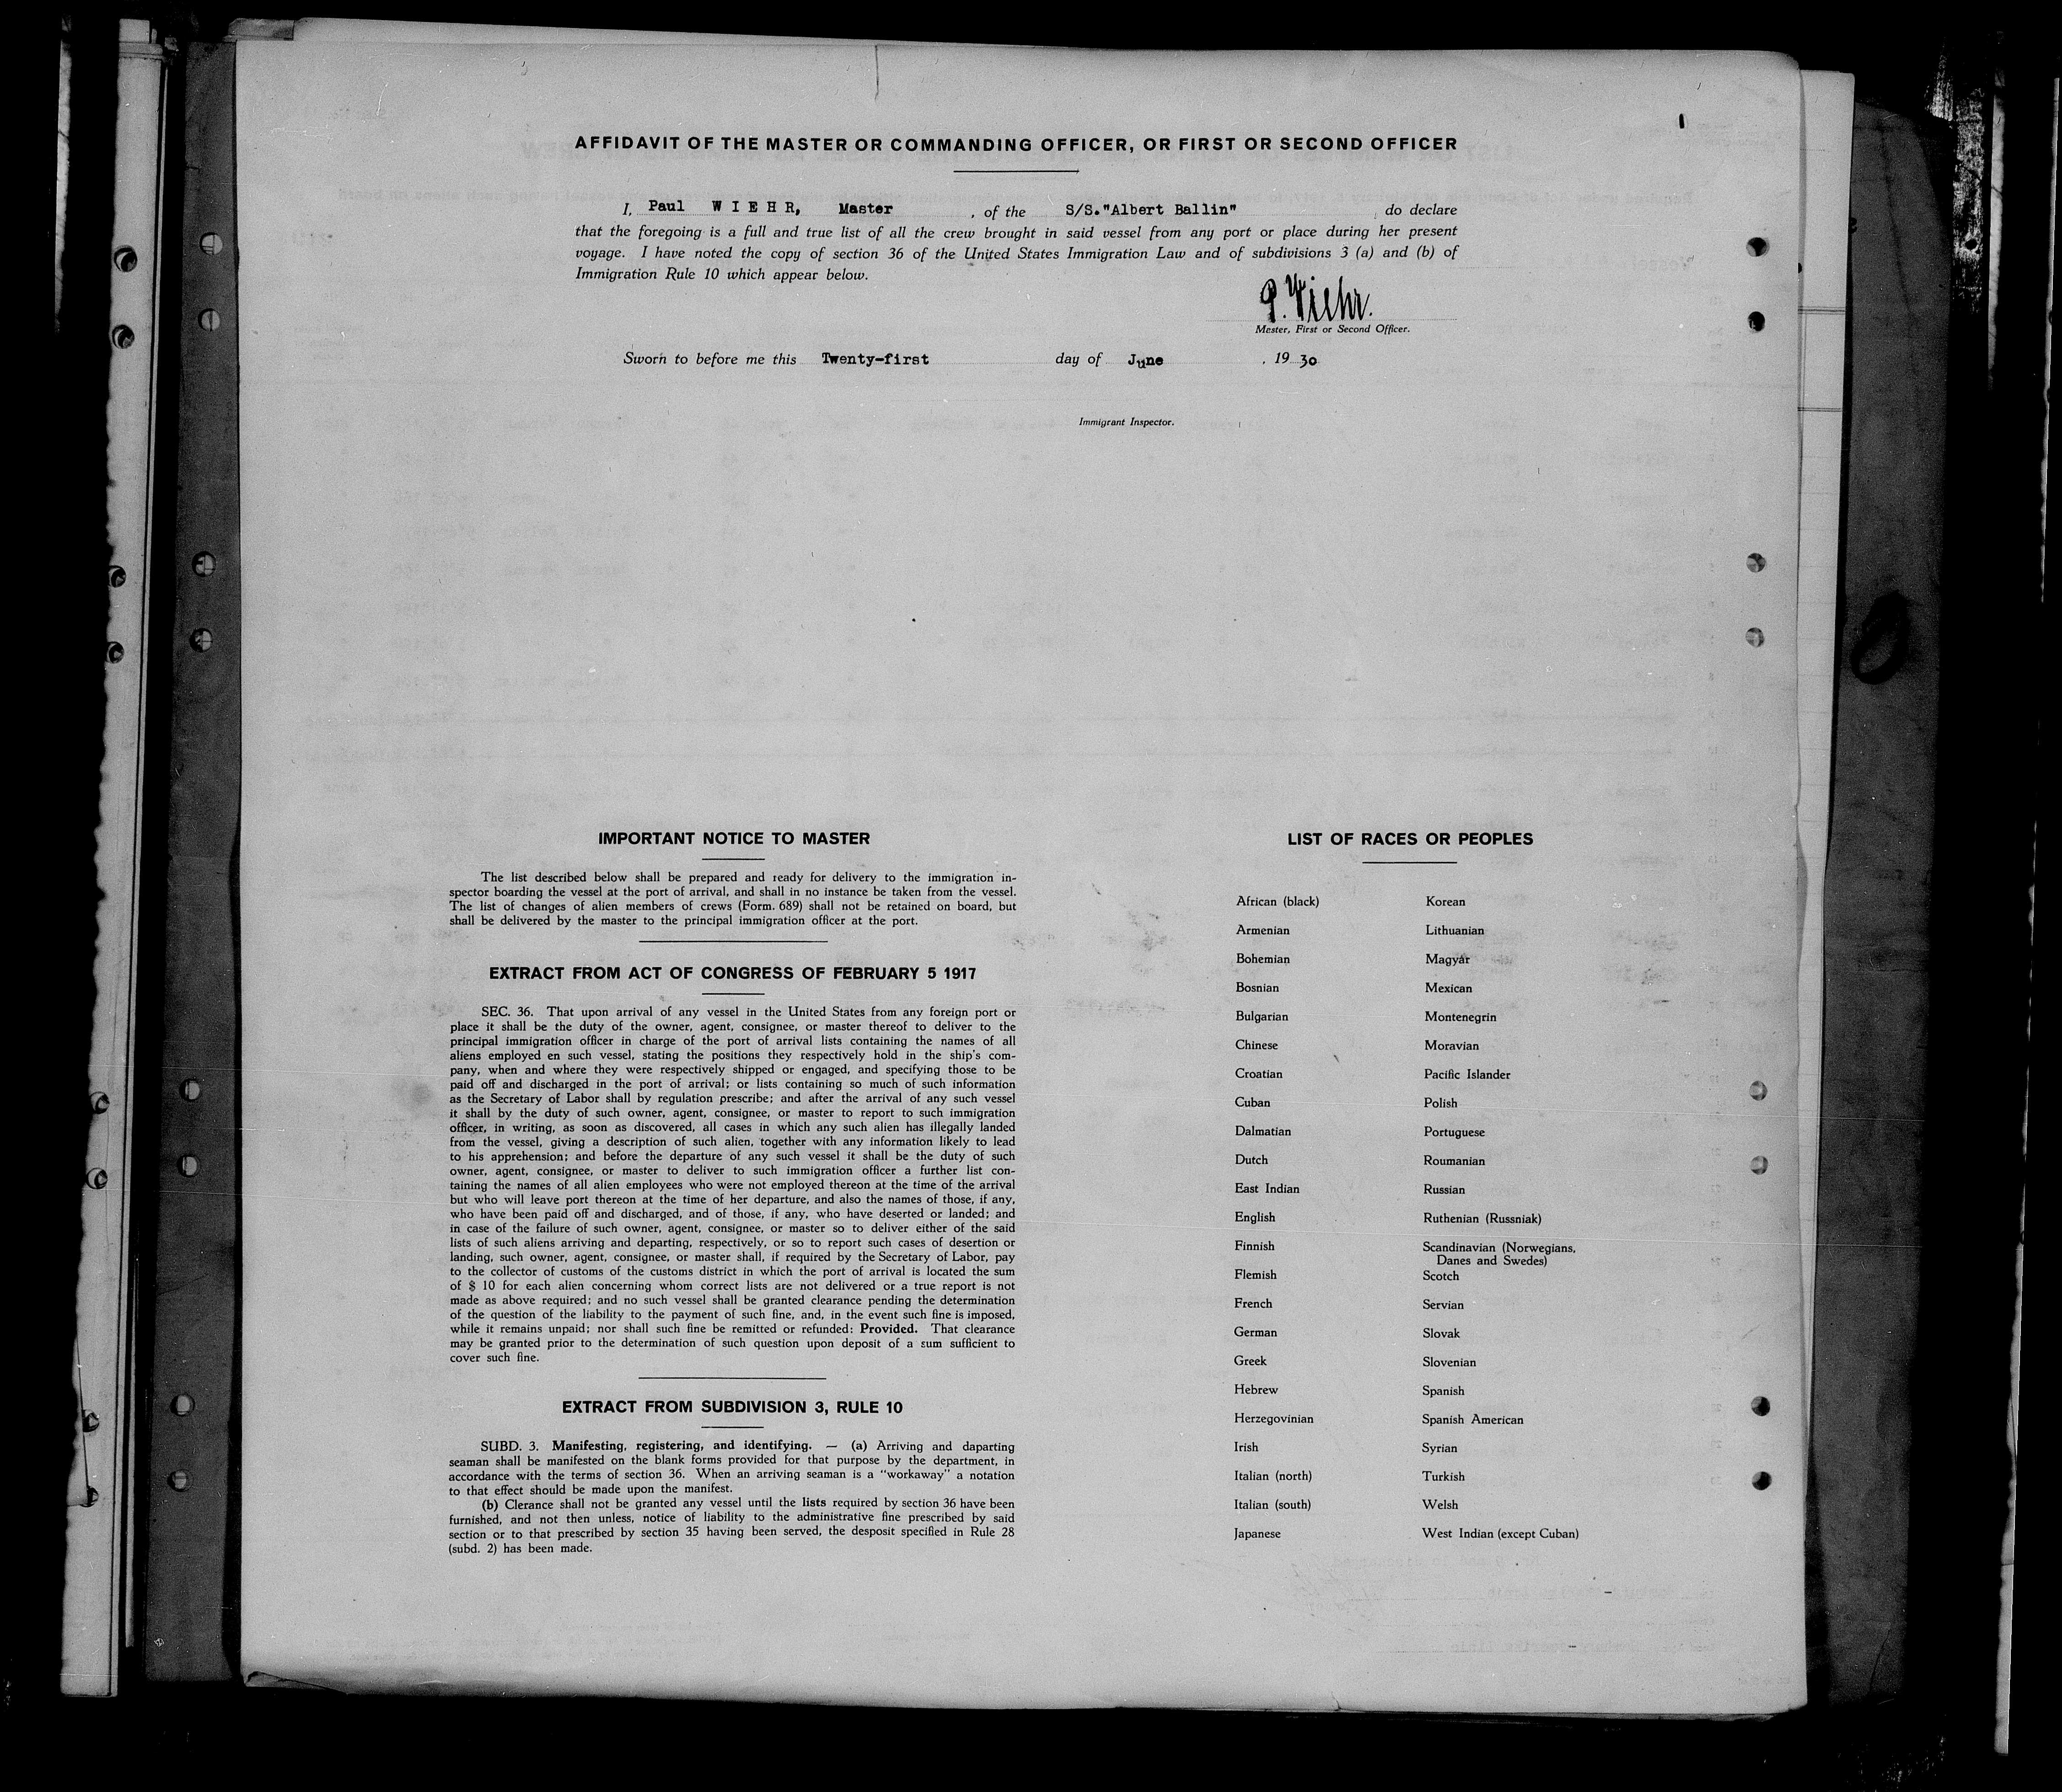 AFFIDAVIT OF THE MASTER OR COMMANDING OFFICER, OR FIRST OR SECOND OFFICER
I, Paul W I E H R, Master , of the S/S."Albert Ballin" , do declare
that the foregoing is a full and true list of all the crew brought in said vessel from any port or place during her present
voyage. I have noted the copy of section 36 of the United States Immigration Law and of subdivisions 3 (a) and (b) of
Immigration Rule 10 which appear below.
P. Wiehr.
Master, First or Second Officer.
Sworn to before me this Twenty-first day of June , 19 30
Immigrant Inspector.
IMPORTANT NOTICE TO MASTER
The list described below shall be prepared and ready for delivery to the immigration in-
spector boarding the vessel at the port of arrival, and shall in no instance be taken from the vessel.
The list of changes of alien members of crews (Form. 689) shall not be retained on board, but
shall be delivered by the master to the principal immigration officer at the port.
EXTRACT FROM ACT OF CONGRESS OF FEBRUARY 5 1917
SEC. 36. That upon arrival of any vessel in the United States from any foreign port or
place it shall be the duty of the owner, agent, consignee, or master thereof to deliver to the
principal immigration officer in charge of the port of arrival lists containing the names of all
aliens employed en such vessel, stating the positions they respectively hold in the ship's com-
pany, when and where they were respectively shipped or engaged, and specifying those to be
paid off and discharged in the port of arrival; or lists containing so much of such information
as the Secretary of Labor shall by regulation prescribe; and after the arrival of any such vessel
it shall by the duty of such owner, agent, consignee, or master to report to such immigration
officer, in writing, as soon as discovered, all cases in which any such alien has illegally landed
from the vessel, giving a description of such alien, together with any information likely to lead
to his apprehension; and before the departure of any such vessel it shall be the duty of such
owner, agent, consignee, or master to deliver to such immigration officer a further list con-
taining the names of all alien employees who were not employed thereon at the time of the arrival
but who will leave port thereon at the time of her departure, and also the names of those, if any,
who have been paid off and discharged, and of those, if any, who have deserted or landed; and
in case of the failure of such owner, agent, consignee, or master so to deliver either of the said
lists of such aliens arriving and departing, respectively, or so to report such cases of desertion or
landing, such owner, agent, consignee, or master shall, if required by the Secretary of Labor, pay
to the collector of customs of the customs district in which the port of arrival is located the sum
of $ 10 for each alien concerning whom correct lists are not delivered or a true report is not
made as above required; and no such vessel shall be granted clearance pending the determination
of the question of the liability to the payment of such fine, and, in the event such fine is imposed,
while it remains unpaid; nor shall such fine be remitted or refunded: Provided. That clearance
may be granted prior to the determination of such question upon deposit of a sum sufficient to
cover such fine.
EXTRACT FROM SUBDIVISION 3, RULE 10
SUBD. 3. Manifesting, registering, and identifying. — (a) Arriving and daparting
seaman shall be manifested on the blank forms provided for that purpose by the department, in
accordance with the terms of section 36. When an arriving seaman is a "workaway" a notation
to that effect should be made upon the manifest.
(b) Clerance shall not be granted any vessel until the lists required by section 36 have been
furnished, and not then unless, notice of liability to the administrative fine prescribed by said
section or to that prescribed by section 35 having been served, the desposit specified in Rule 28
(subd. 2) has been made.
LIST OF RACES OR PEOPLES
African (black)
Armenian
Bohemian
Bosnian
Bulgarian
Chinese
Croatian
Cuban
Dalmatian
Dutch
East Indian
English
Finnish
Flemish
French
German
Greek
Hebrew
Herzegovinian
Irish
Italian (north)
Italian (south)
Japanese
Korean
Lithuanian
Magyar
Mexican
Montenegrin
Moravian
Pacific Islander
Polish
Portuguese
Roumanian
Russian
Ruthenian (Russniak)
Scandinavian (Norwegians,
Danes and Swedes)
Scotch
Servian
Slovak
Slovenian
Spanish
Spanish American
Syrian
Turkish
Welsh
West Indian (except Cuban)